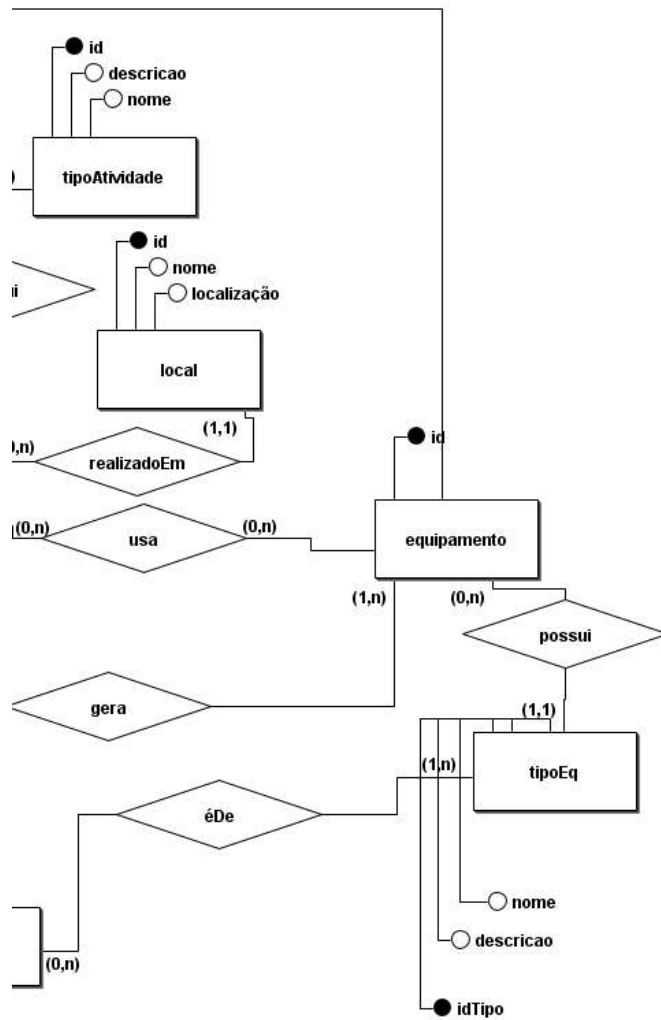 id
descricao
nome
tipoAtividade
id
nome
localização
local
(1,1)
realizadoEm
id
(0,n)
usa
(0,n)
equipamento
(1,n)
(0,n)
possui
gera
(1,1)
(1,n)
tipoEq
éDe
nome
descricao
(0,n)
idTipo